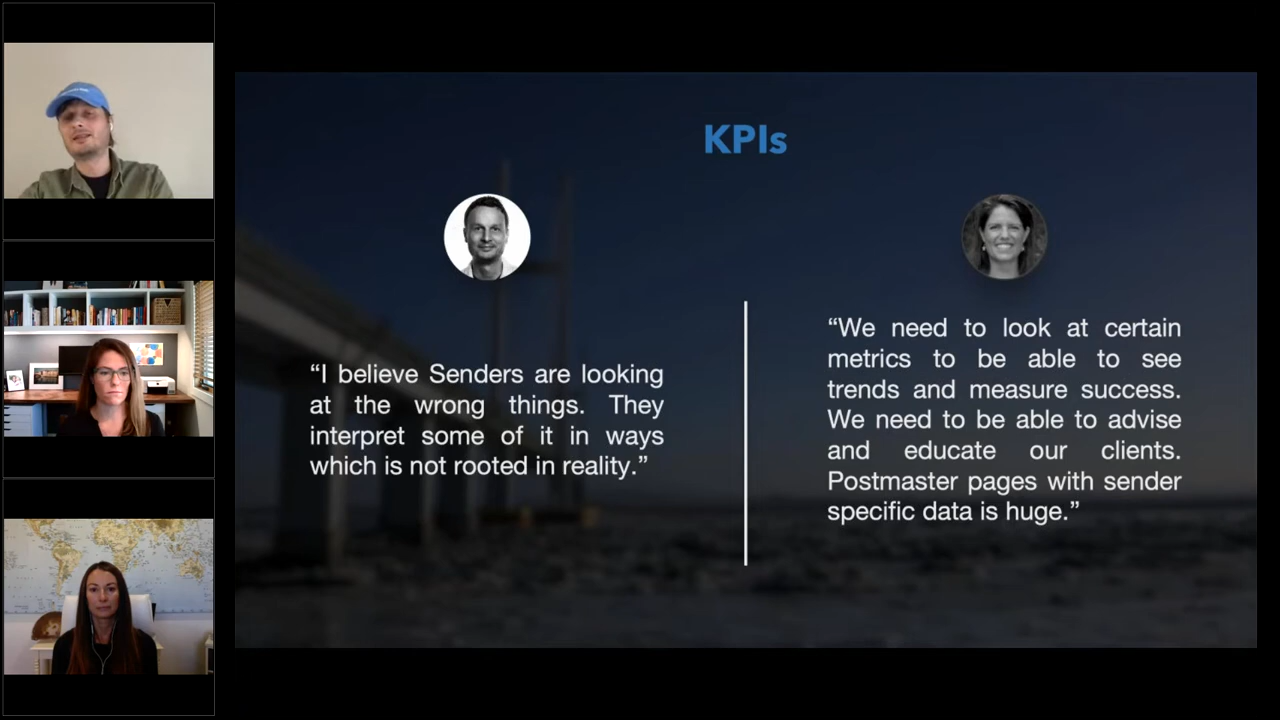 KPIs
“I believe Senders are looking
at the wrong things. They
interpret some of it in ways
which is not rooted in reality.”
“We need to look at certain
metrics to be able to see
trends and measure success.
We need to be able to advise
and educate our clients.
Postmaster pages with sender
specific data is huge.”